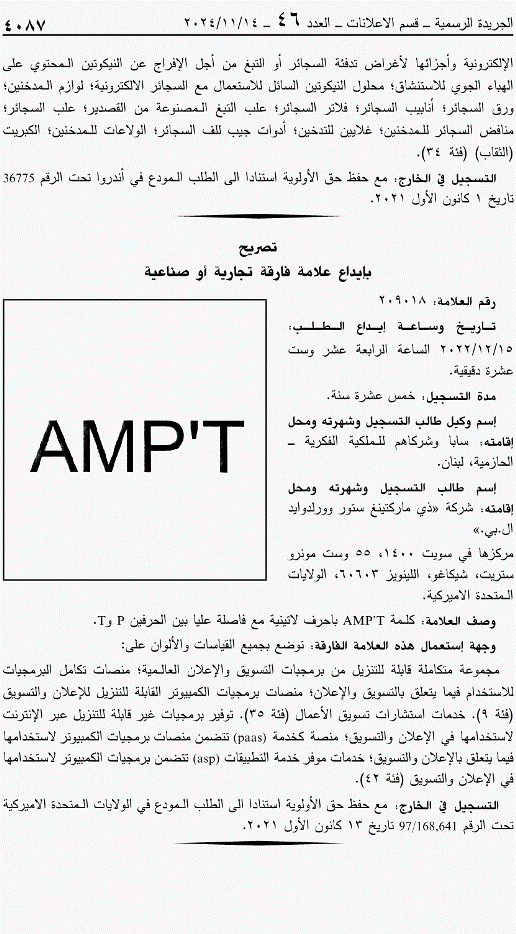 الجريدة الرسمية ــ قسم الاعلانات ــ العدد ٤٦ ــ ٢٠٢٤/١١/١٤
٤٠٨٧
الإلكترونية وأجزائها لأغراض تدفئة السجائر أو التبغ من أجل الإفراج عن النيكوتين المحتوي على
الهباء الجوي للاستنشاق؛ محلول النيكوتين السائل للاستعمال مع السجائر الالكترونية؛ لوازم المدخنين؛
ورق السجائر؛ أنابيب السجائر؛ فلاتر السجائر؛ علب التبغ المصنوعة من القصدير؛ علب السجائر؛
منافض السجائر للمدخنين؛ غلايين للتدخين؛ أدوات جيب للف السجائر؛ الولاعات للمدخنين؛ الكبريت
(الثقاب) (فئة ٣٤).
التسجيل في الخارج: مع حفظ حق الأولوية استنادا الى الطلب المودع في أندروا تحت الرقم 36775
تاريخ ١ كانون الأول ٢٠٢١.
تصريح
بإيداع علامة فارقة تجارية أو صناعية
رقم العلامة: ٢٠٩٠١٨
تاريخ وساعة إيداع الطلب:
٢٠٢٢/١٢/١٥ الساعة الرابعة عشر وست
عشرة دقيقية.
مدة التسجيل: خمس عشرة سنة.
إسم وكيل طالب التسجيل وشهرته ومحل
إقامته: سابا وشركاهم للملكية الفكرية ــ
الحازمية، لبنان.
إسم طالب التسجيل وشهرته ومحل
إقامته: شركة «ذي ماركتينغ ستور وورلدوايد
ال.بي.»
مركزها في سويت ١٤٠٠، ٥٥ وست مونرو
ستريت، شيكاغو، اللينويز ٦٠٦٠٣، الولايات
المتحدة الاميركية.
AMP'T
وصف العلامة: كلمة AMP'T باحرف لاتينية مع فاصلة عليا بين الحرفين P وT.
وجهة إستعمال هذه العلامة الفارقة: توضع بجميع القياسات والألوان على:
مجموعة متكاملة قابلة للتنزيل من برمجيات التسويق والإعلان العالمية؛ منصات تكامل البرمجيات
للاستخدام فيما يتعلق بالتسويق والإعلان؛ منصات برمجيات الكمبيوتر القابلة للتنزيل للإعلان والتسويق
(فئة ٩). خدمات استشارات تسويق الأعمال (فئة ٣٥). توفير برمجيات غير قابلة للتنزيل عبر الإنترنت
لاستخدامها في الإعلان والتسويق؛ منصة كخدمة (paas) تتضمن منصات برمجيات الكمبيوتر لاستخدامها
فيما يتعلق بالإعلان والتسويق؛ خدمات موفر خدمة التطبيقات (asp) تتضمن برمجيات الكمبيوتر لاستخدامها
في الإعلان والتسويق (فئة ٤٢).
التسجيل في الخارج: مع حفظ حق الأولوية استنادا الى الطلب المودع في الولايات المتحدة الاميركية
تحت الرقم 97/168,641 تاريخ ١٣ كانون الأول ٢٠٢١.